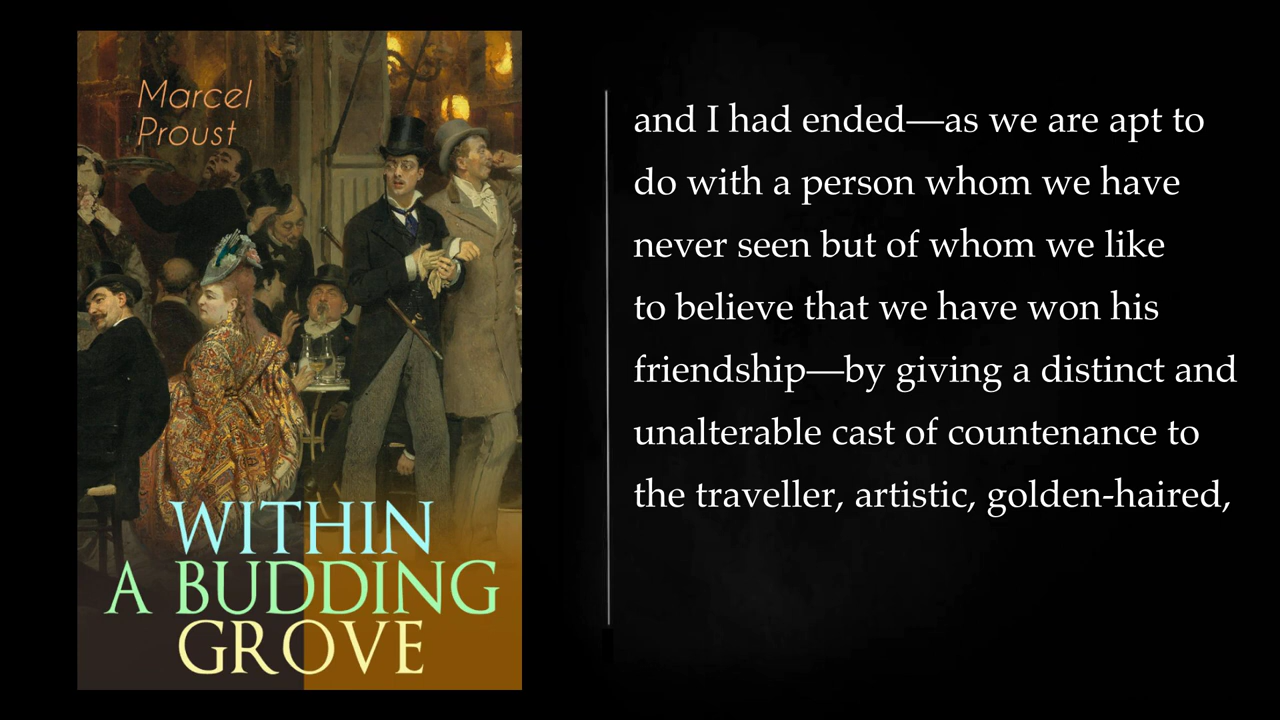 Marcel
Proust
WITHIN
A BUDDING
GROVE
and I had ended—as we are apt to
do with a person whom we have
never seen but of whom we like
to believe that we have won his
friendship—by giving a distinct and
unalterable cast of countenance to
the traveller, artistic, golden-haired,